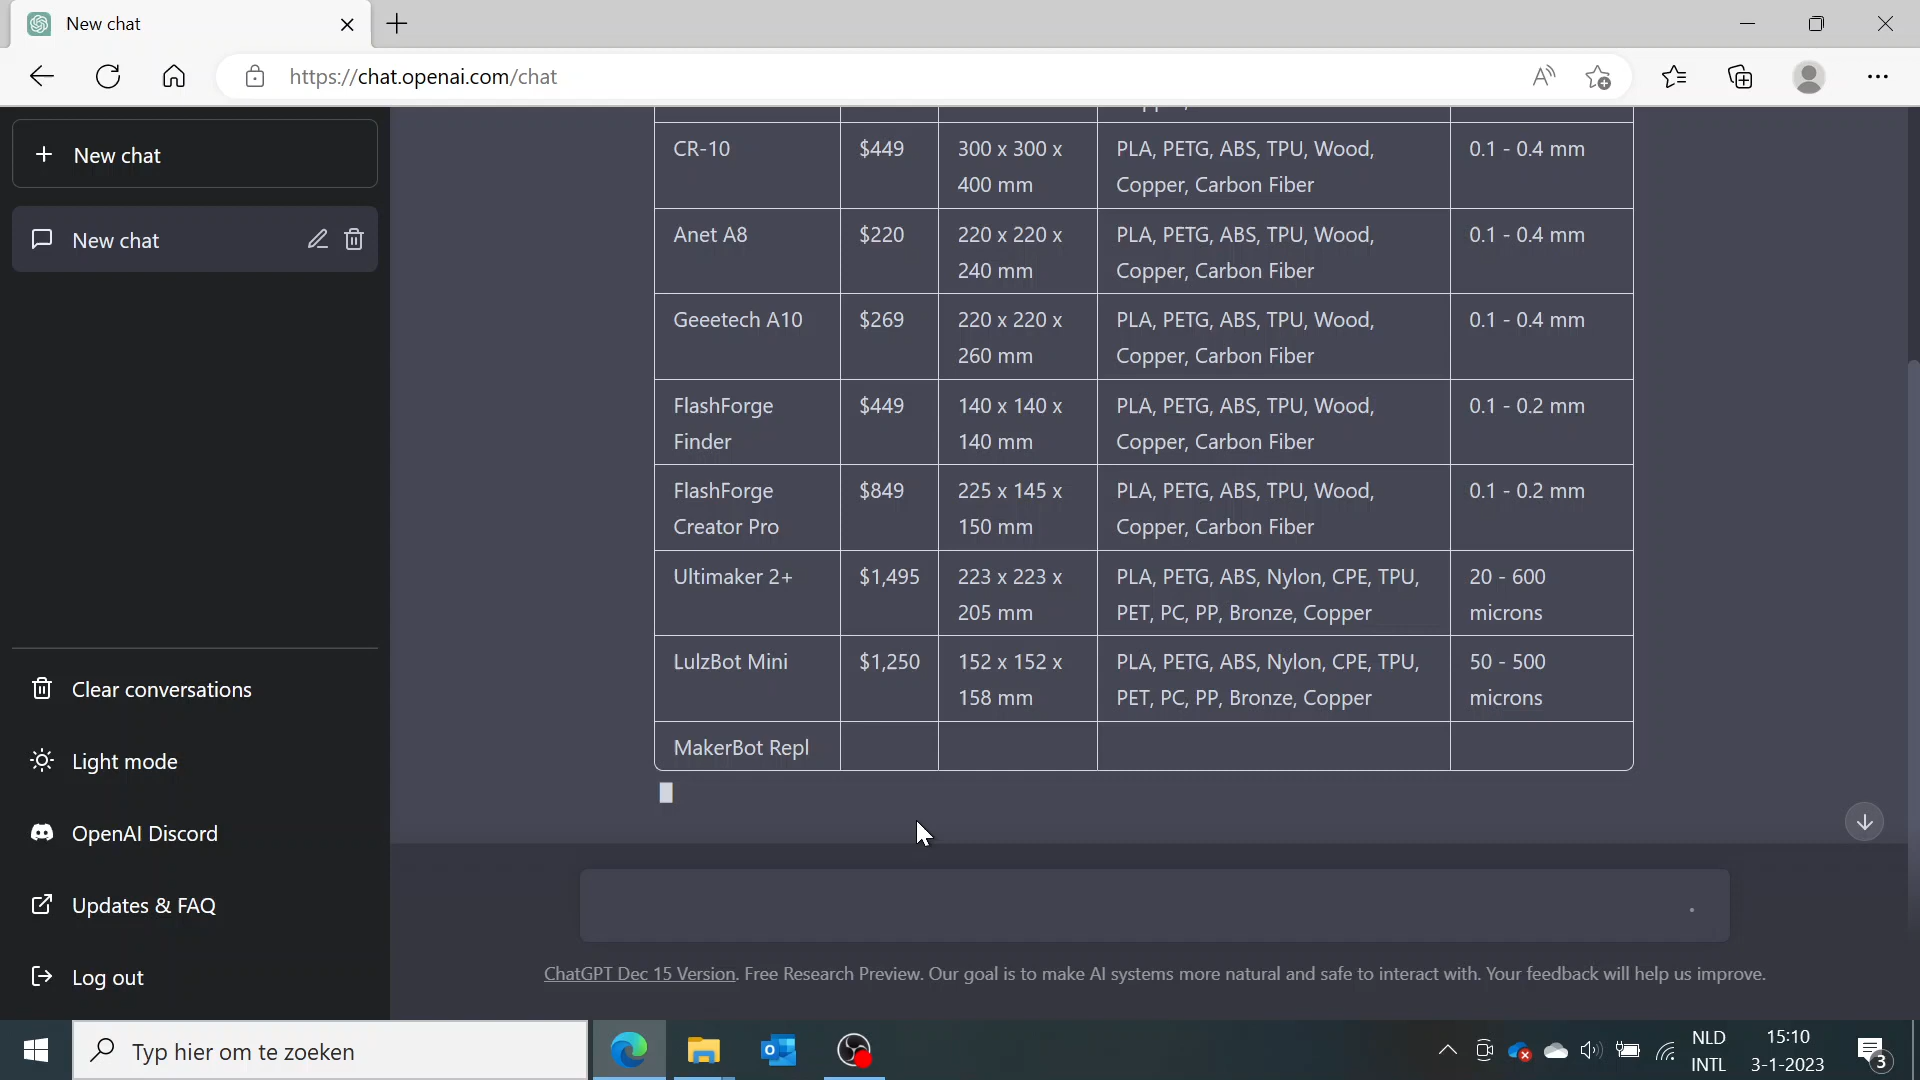 New chat
https://chat.openai.com/chat
New chat
New chat
CR-10 $449 300 x 300 x PLA, PETG, ABS, TPU, Wood, 0.1 - 0.4 mm
400 mm Copper, Carbon Fiber
Anet A8 $220 220 x 220 x PLA, PETG, ABS, TPU, Wood, 0.1 - 0.4 mm
240 mm Copper, Carbon Fiber
Geeetech A10 $269 220 x 220 x PLA, PETG, ABS, TPU, Wood, 0.1 - 0.4 mm
260 mm Copper, Carbon Fiber
FlashForge $449 140 x 140 x PLA, PETG, ABS, TPU, Wood, 0.1 - 0.2 mm
Finder 140 mm Copper, Carbon Fiber
FlashForge $849 225 x 145 x PLA, PETG, ABS, TPU, Wood, 0.1 - 0.2 mm
Creator Pro 150 mm Copper, Carbon Fiber
Ultimaker 2+ $1,495 223 x 223 x PLA, PETG, ABS, Nylon, CPE, TPU, 20 - 600
205 mm PET, PC, PP, Bronze, Copper microns
LulzBot Mini $1,250 152 x 152 x PLA, PETG, ABS, Nylon, CPE, TPU, 50 - 500
158 mm PET, PC, PP, Bronze, Copper microns
MakerBot Repl
Clear conversations
Light mode
OpenAI Discord
Updates & FAQ
Log out
ChatGPT Dec 15 Version. Free Research Preview. Our goal is to make AI systems more natural and safe to interact with. Your feedback will help us improve.
Typ hier om te zoeken
NLD
INTL
15:10
3-1-2023
3